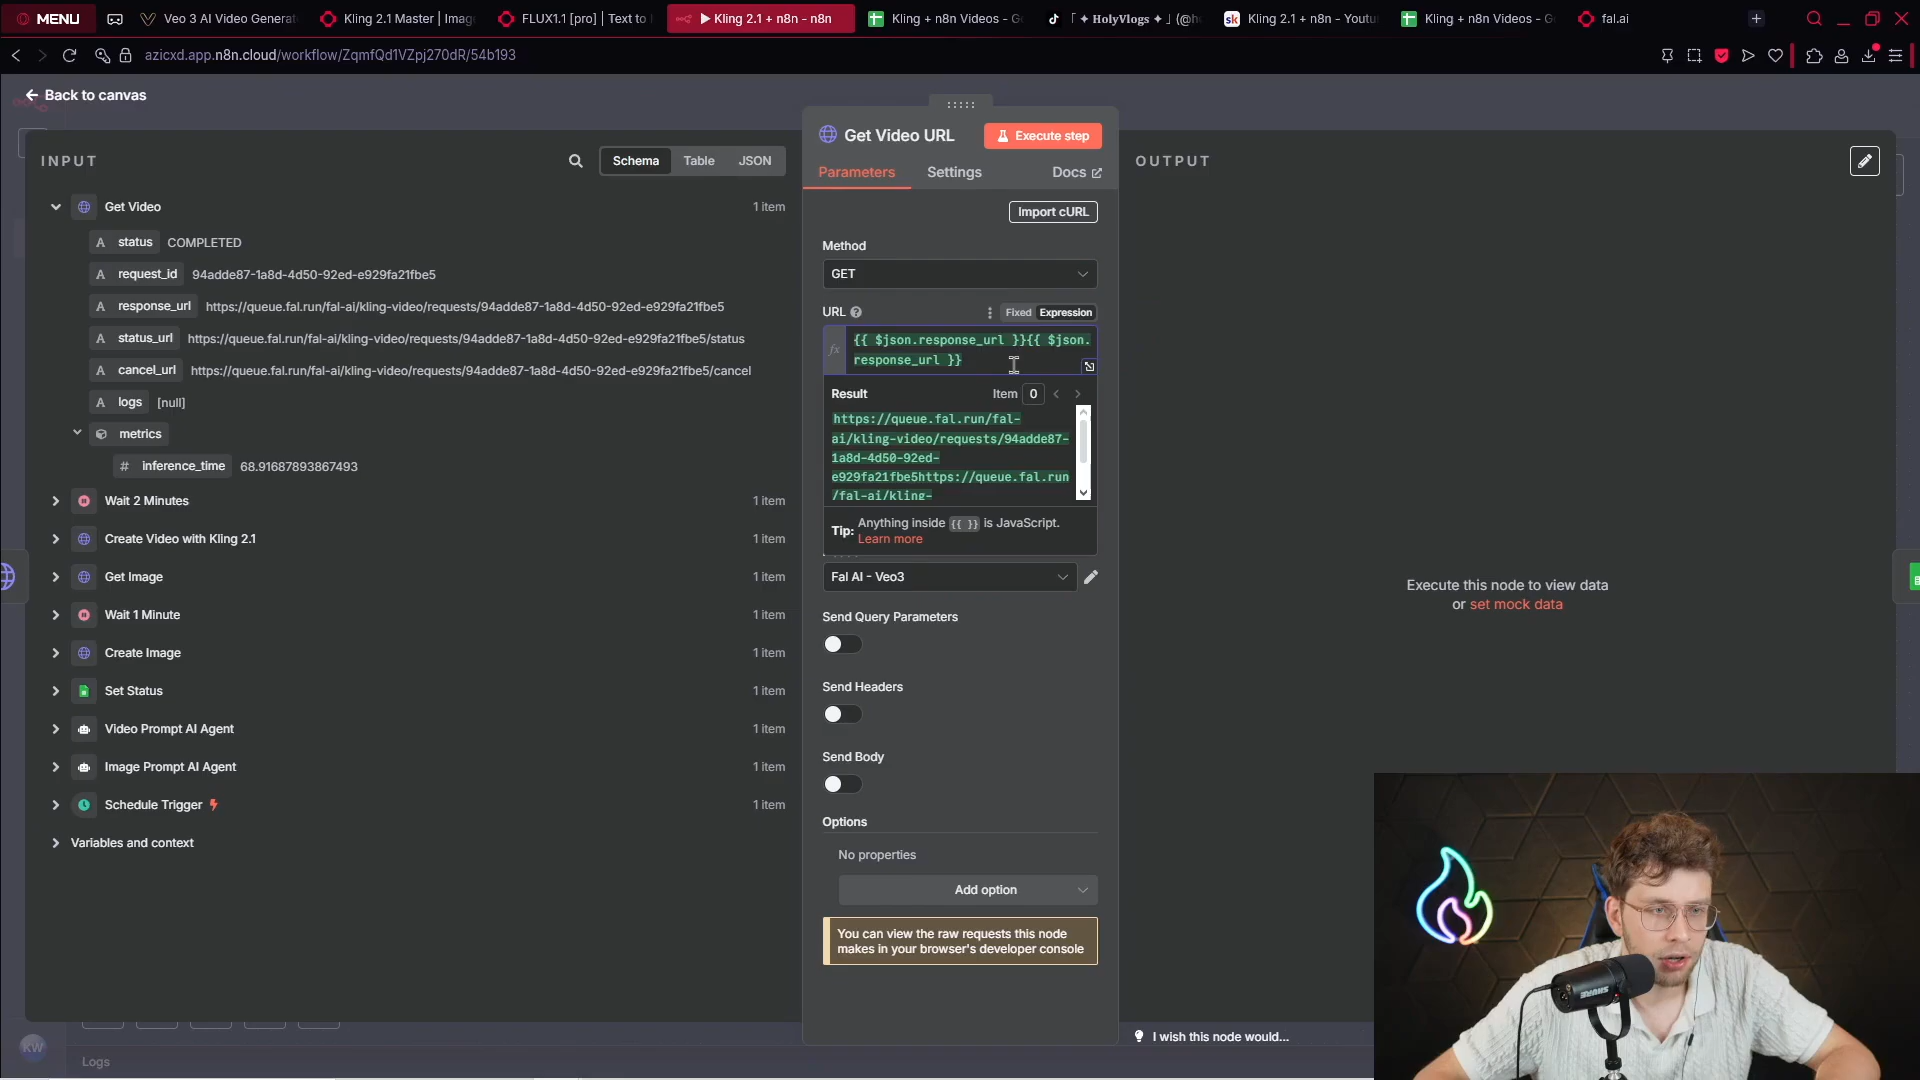 MENU
Veo 3 AI Video Generat
Kling 2.1 Master | Imag
FLUX1.1 [pro] | Text to
▶ Kling 2.1 + n8n - n8n
Kling + n8n Videos - G
「 ✦ HolyVlogs ✦ 」(@h
Kling 2.1 + n8n - Youtu
Kling + n8n Videos - G
fal.ai
azicxd.app.n8n.cloud/workflow/ZqmfQd1VZpj270dR/54b193
Back to canvas
INPUT
Schema
Table
JSON
Get Video
1 item
A status COMPLETED
A request_id 94adde87-1a8d-4d50-92ed-e929fa21fbe5
A response_url https://queue.fal.run/fal-ai/kling-video/requests/94adde87-1a8d-4d50-92ed-e929fa21fbe5
A status_url https://queue.fal.run/fal-ai/kling-video/requests/94adde87-1a8d-4d50-92ed-e929fa21fbe5/status
A cancel_url https://queue.fal.run/fal-ai/kling-video/requests/94adde87-1a8d-4d50-92ed-e929fa21fbe5/cancel
A logs [null]
metrics
# inference_time 68.91687893867493
Wait 2 Minutes 1 item
Create Video with Kling 2.1 1 item
Get Image 1 item
Wait 1 Minute 1 item
Create Image 1 item
Set Status 1 item
Video Prompt AI Agent 1 item
Image Prompt AI Agent 1 item
Schedule Trigger 1 item
Variables and context
KW
Logs
Get Video URL
Execute step
Parameters
Settings
Docs
Import cURL
Method
GET
URL
Fixed
Expression
fx
{{ $json.response_url }}{{ $json.
response_url }}
Result
Item 0
https://queue.fal.run/fal-
ai/kling-video/requests/94adde87-
1a8d-4d50-92ed-
e929fa21fbe5https://queue.fal.run
/fal-ai/kling-
Tip: Anything inside {{ }} is JavaScript.
Learn more
Fal AI - Veo3
Send Query Parameters
Send Headers
Send Body
Options
No properties
Add option
You can view the raw requests this node
makes in your browser's developer console
OUTPUT
Execute this node to view data
or set mock data
I wish this node would...
SHURE